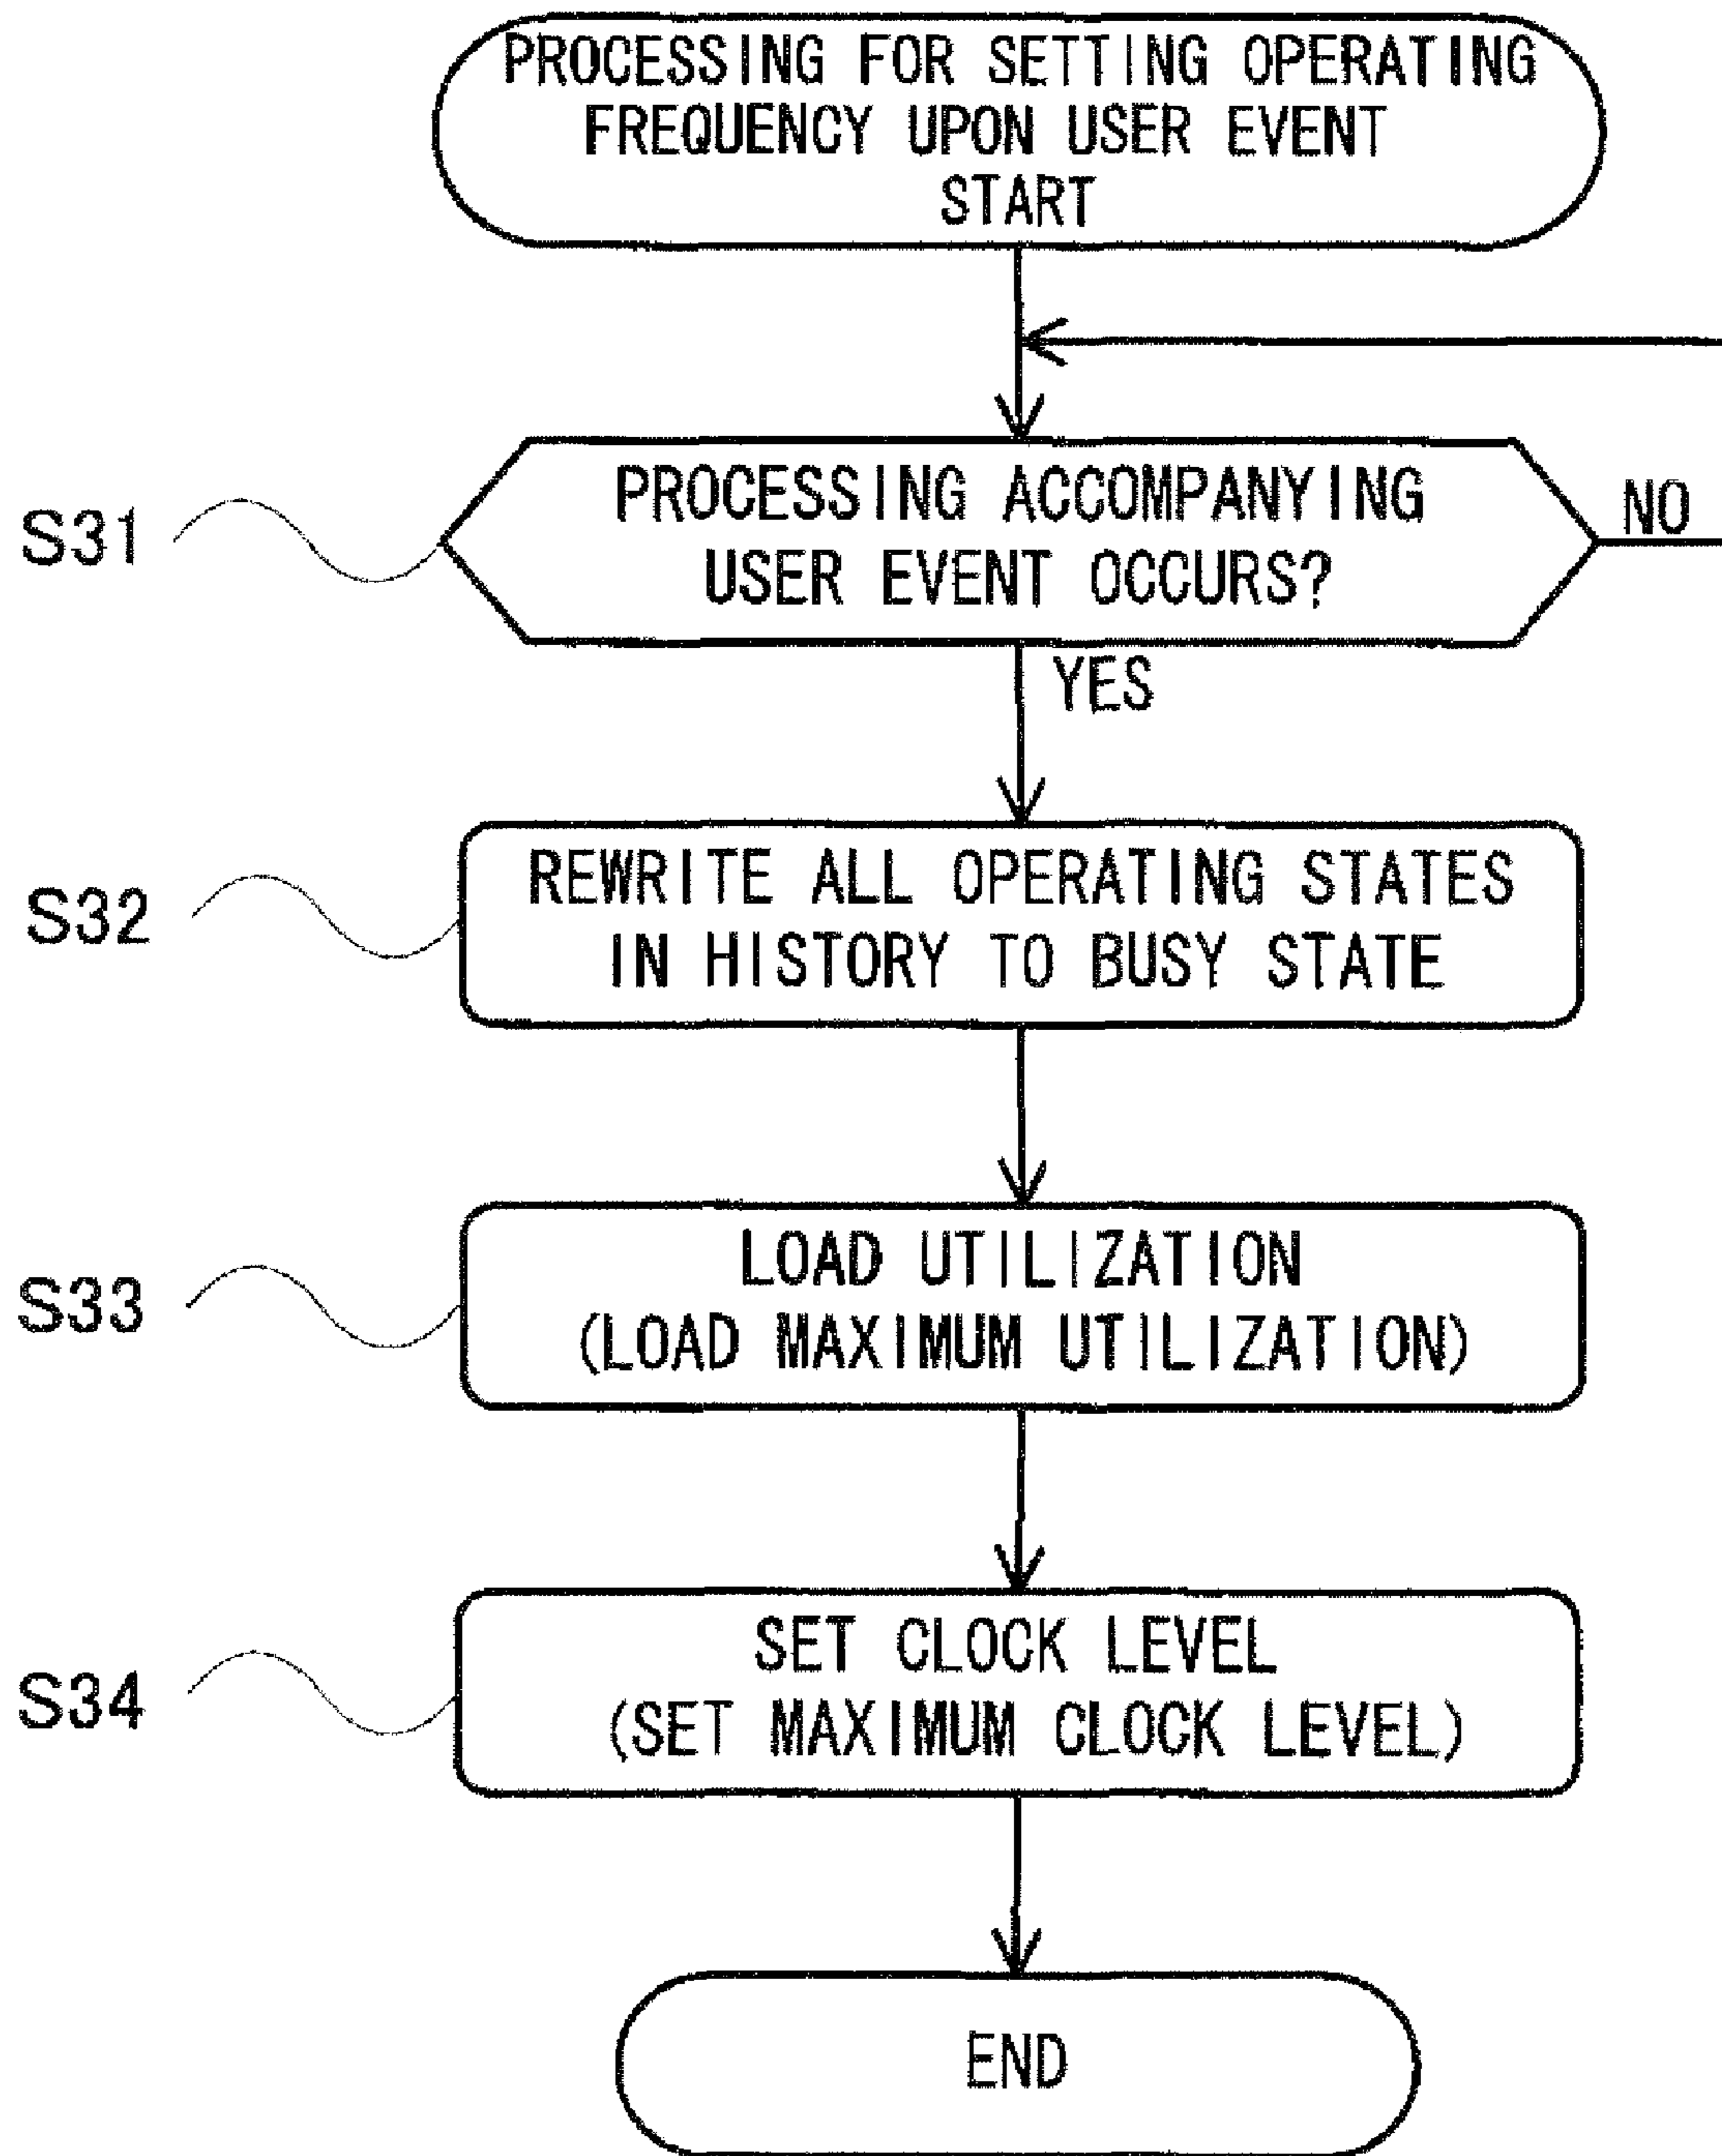 PROCESSING FOR SETTING OPERATING
FREQUENCY UPON USER EVENT
START
S31
PROCESSING ACCOMPANYING
USER EVENT OCCURS?
NO
YES
S32
REWRITE ALL OPERATING STATES
IN HISTORY TO BUSY STATE
S33
LOAD UTILIZATION
(LOAD MAXIMUM UTILIZATION)
S34
SET CLOCK LEVEL
(SET MAXIMUM CLOCK LEVEL)
END